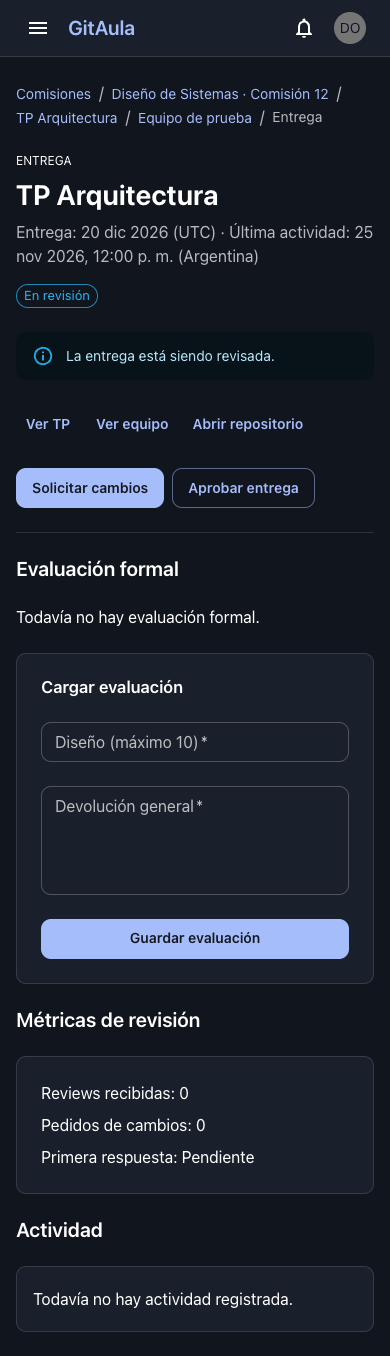 GitAula
DO
Comisiones / Diseño de Sistemas · Comisión 12 /
TP Arquitectura / Equipo de prueba / Entrega
ENTREGA
TP Arquitectura
Entrega: 20 dic 2026 (UTC) · Última actividad: 25
nov 2026, 12:00 p. m. (Argentina)
En revisión
La entrega está siendo revisada.
Ver TP Ver equipo Abrir repositorio
Solicitar cambios Aprobar entrega
Evaluación formal
Todavía no hay evaluación formal.
Cargar evaluación
Diseño (máximo 10) *
Devolución general *
Guardar evaluación
Métricas de revisión
Reviews recibidas: 0
Pedidos de cambios: 0
Primera respuesta: Pendiente
Actividad
Todavía no hay actividad registrada.